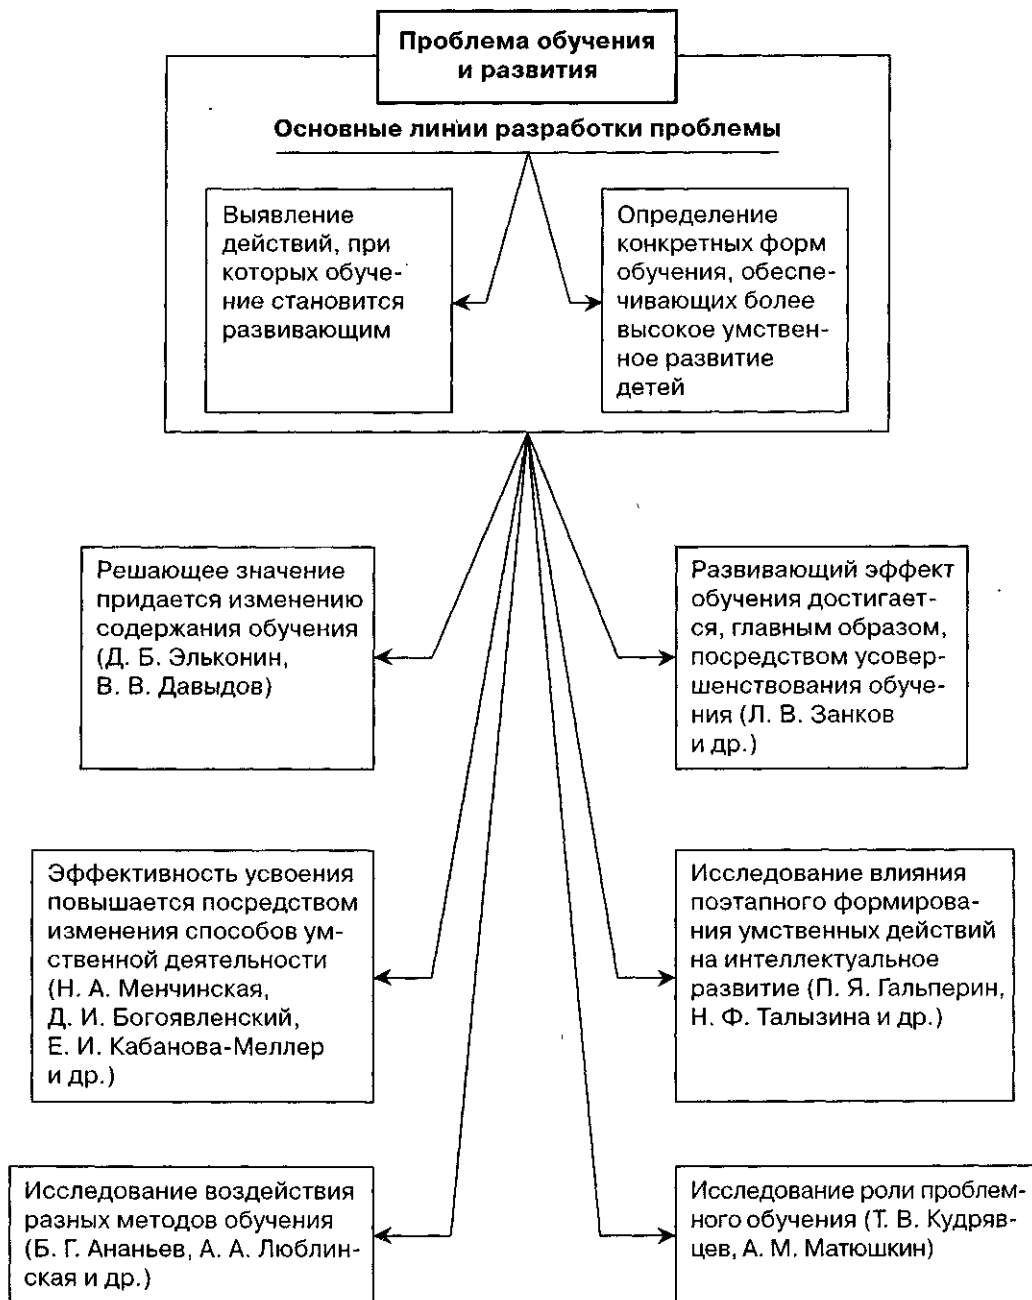 Проблема обучения
и развития
Основные линии разработки проблемы
Выявление
действий, при
которых обуче-
ние становится
развивающим
Определение
конкретных форм
обучения, обеспе-
чивающих более
высокое умствен-
ное развитие
детей
Решающее значение
придается изменению
содержания обучения
(Д. Б. Эльконин,
В. В. Давыдов)
Развивающий эффект
обучения достигает-
ся, главным образом,
посредством усовер-
шенствования обуче-
ния (Л. В. Занков
и др.)
Эффективность усвоения
повышается посредством
изменения способов ум-
ственной деятельности
(Н. А. Менчинская,
Д. И. Богоявленский,
Е. И. Кабанова-Меллер
и др.)
Исследование влияния
поэтапного формирова-
ния умственных действий
на интеллектуальное
развитие (П. Я. Гальперин,
Н. Ф. Талызина и др.)
Исследование воздействия
разных методов обучения
(Б. Г. Ананьев, А. А. Люблин-
ская и др.)
Исследование роли проблем-
ного обучения (Т. В. Кудряв-
цев, А. М. Матюшкин)